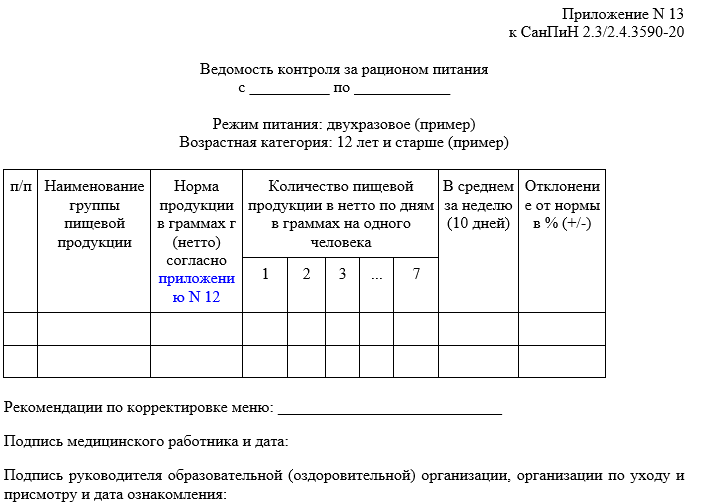 Приложение N 13
к СанПиН 2.3/2.4.3590-20
Ведомость контроля за рационом питания
с __________ по ____________
Режим питания: двухразовое (пример)
Возрастная категория: 12 лет и старше (пример)
п/п
Наименование
группы
пищевой
продукции
Норма
продукции
в граммах г
(нетто)
согласно
приложени
ю N 12
Количество пищевой
продукции в нетто по дням
в граммах на одного
человека
1 2 3 ... 7
В среднем
за неделю
(10 дней)
Отклонени
е от нормы
в % (+/-)
Рекомендации по корректировке меню: ____________________________
Подпись медицинского работника и дата:
Подпись руководителя образовательной (оздоровительной) организации, организации по уходу и
присмотру и дата ознакомления: